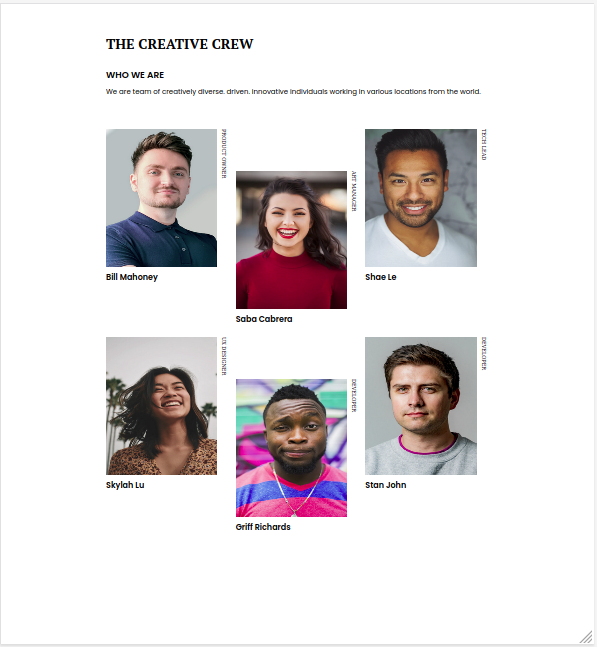 THE CREATIVE CREW
WHO WE ARE
We are team of creatively diverse. driven. innovative individuals working in various locations from the world.
PRODUCT OWNER
Bill Mahoney
ART MANAGER
Saba Cabrera
TECH LEAD
Shae Le
UX DESIGNER
Skylah Lu
DEVELOPER
Griff Richards
DEVELOPER
Stan John